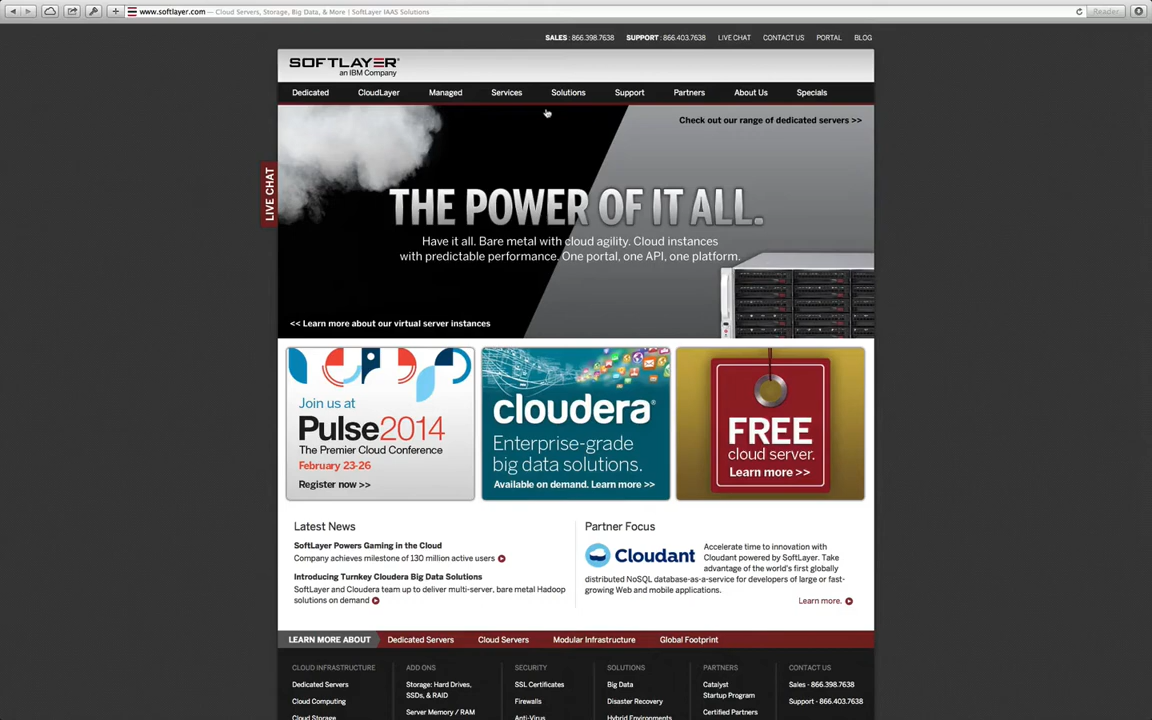 www.softlayer.com — Cloud Servers, Storage, Big Data, & More | SoftLayer IAAS Solutions
Reader
SALES : 866.398.7638 SUPPORT : 866.403.7638 LIVE CHAT CONTACT US PORTAL BLOG
SOFTLAYER®
an IBM Company
Dedicated CloudLayer Managed Services Solutions Support Partners About Us Specials
Check out our range of dedicated servers >>
LIVE CHAT
THE POWER OF IT ALL.
Have it all. Bare metal with cloud agility. Cloud instances
with predictable performance. One portal, one API, one platform.
<< Learn more about our virtual server instances
Join us at
Pulse2014
The Premier Cloud Conference
February 23-26
Register now >>
cloudera®
Enterprise-grade
big data solutions.
Available on demand. Learn more >>
FREE
cloud server.
Learn more >>
Latest News
SoftLayer Powers Gaming in the Cloud
Company achieves milestone of 130 million active users
Introducing Turnkey Cloudera Big Data Solutions
SoftLayer and Cloudera team up to deliver multi-server, bare metal Hadoop
solutions on demand
Partner Focus
Cloudant
Accelerate time to innovation with
Cloudant powered by SoftLayer. Take
advantage of the world's first globally
distributed NoSQL database-as-a-service for developers of large or fast-
growing Web and mobile applications.
Learn more.
LEARN MORE ABOUT Dedicated Servers Cloud Servers Modular Infrastructure Global Footprint
CLOUD INFRASTRUCTURE
Dedicated Servers
Cloud Computing
Cloud Storage
ADD ONS
Storage: Hard Drives,
SSDs, & RAID
Server Memory / RAM
SECURITY
SSL Certificates
Firewalls
Anti-Virus
SOLUTIONS
Big Data
Disaster Recovery
Hybrid Environments
PARTNERS
Catalyst
Startup Program
Certified Partners
CONTACT US
Sales - 866.398.7638
Support - 866.403.7638